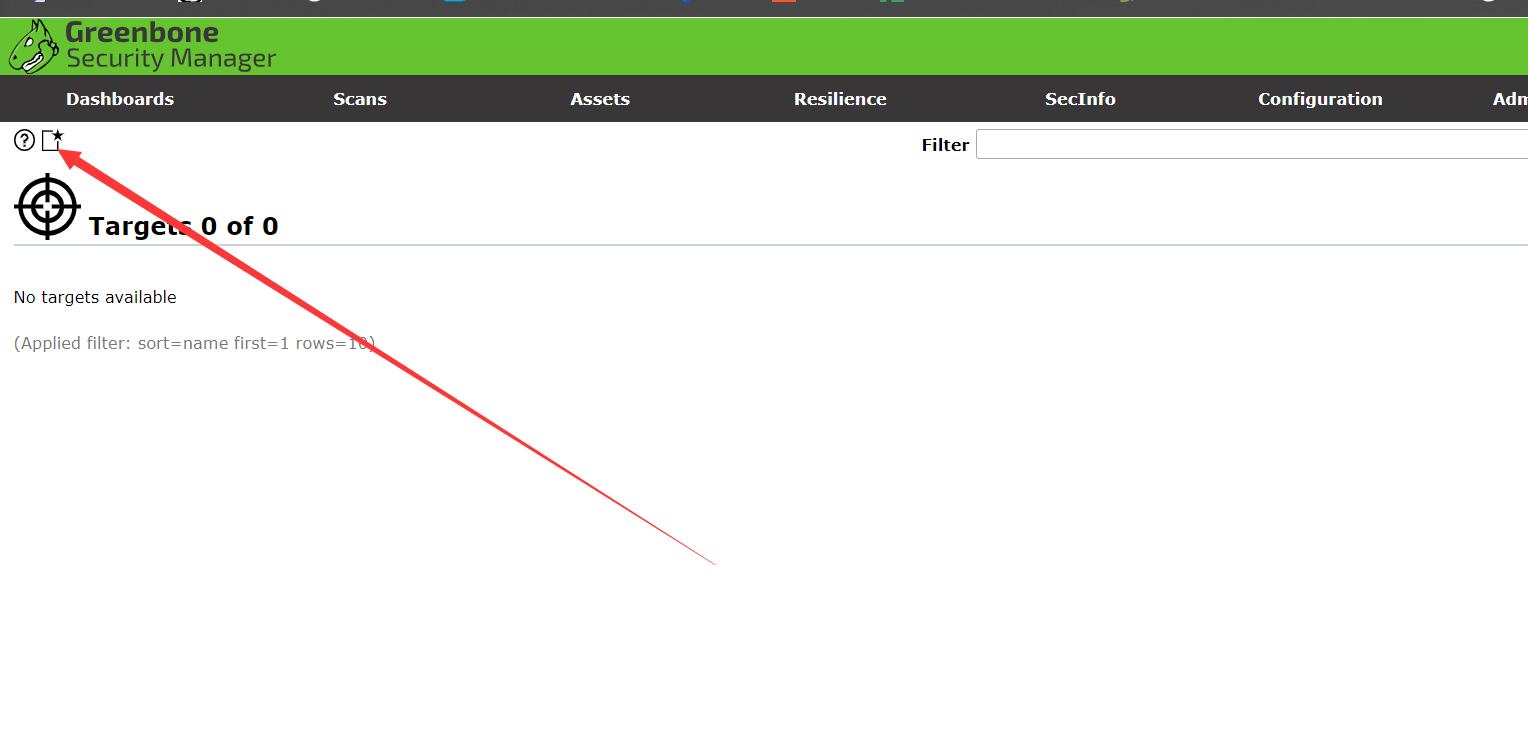 Greenbone
Security Manager
Dashboards Scans Assets Resilience SecInfo Configuration Adm
? Filter
Targets 0 of 0
No targets available
(Applied filter: sort=name first=1 rows=10)